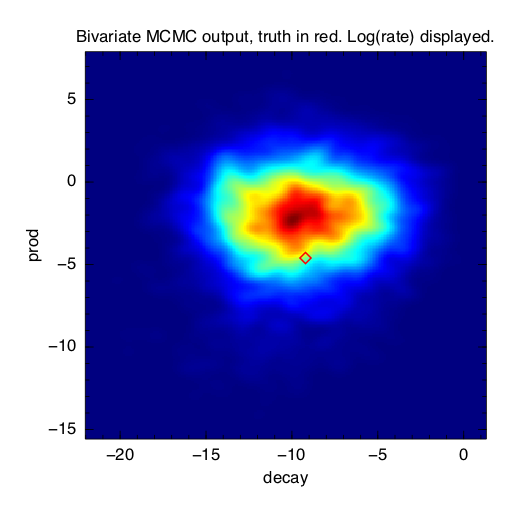 Bivariate MCMC output, truth in red. Log(rate) displayed.
5
0
−5
−10
−15
prod
−20 −15 −10 −5 0
decay